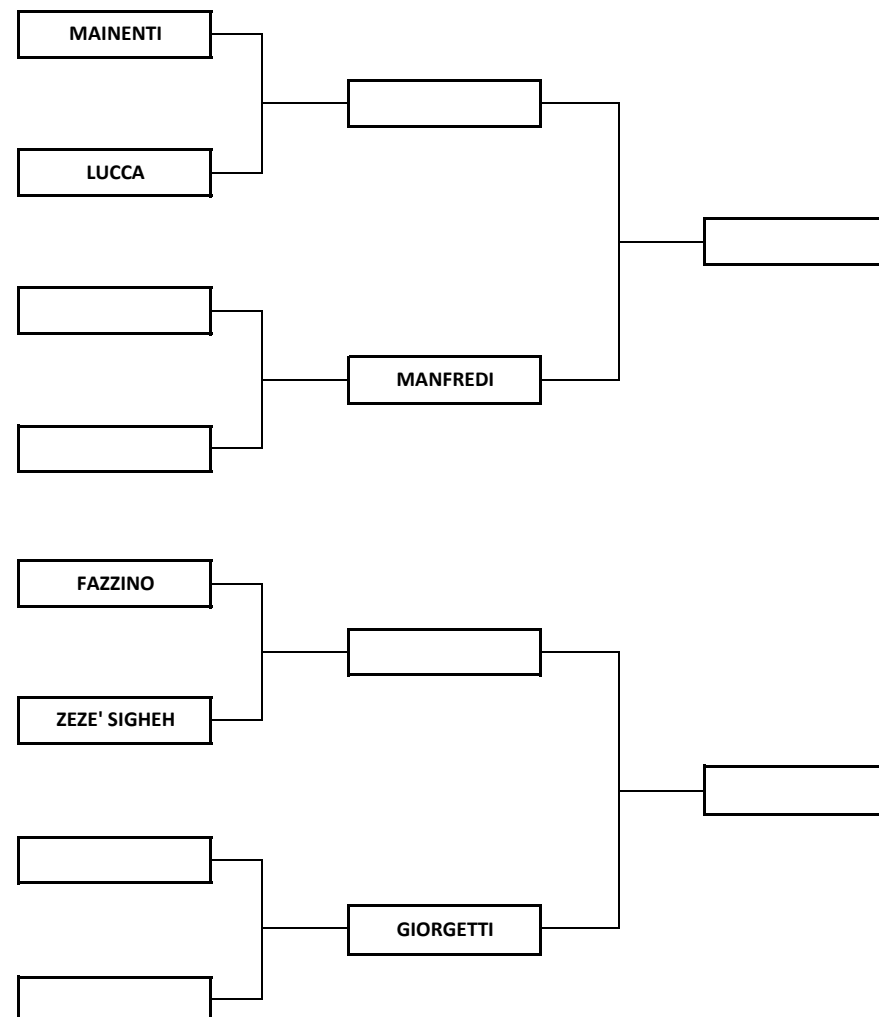 MAINENTI
LUCCA
MANFREDI
FAZZINO
ZEZE' SIGHEH
GIORGETTI